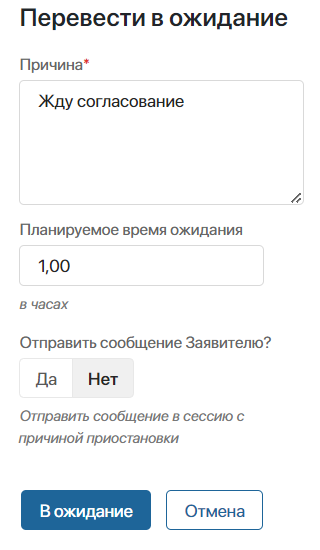 Перевести в ожидание
Причина*
Жду согласование
Планируемое время ожидания
1,00
в часах
Отправить сообщение Заявителю?
Да Нет
Отправить сообщение в сессию с
причиной приостановки
В ожидание Отмена